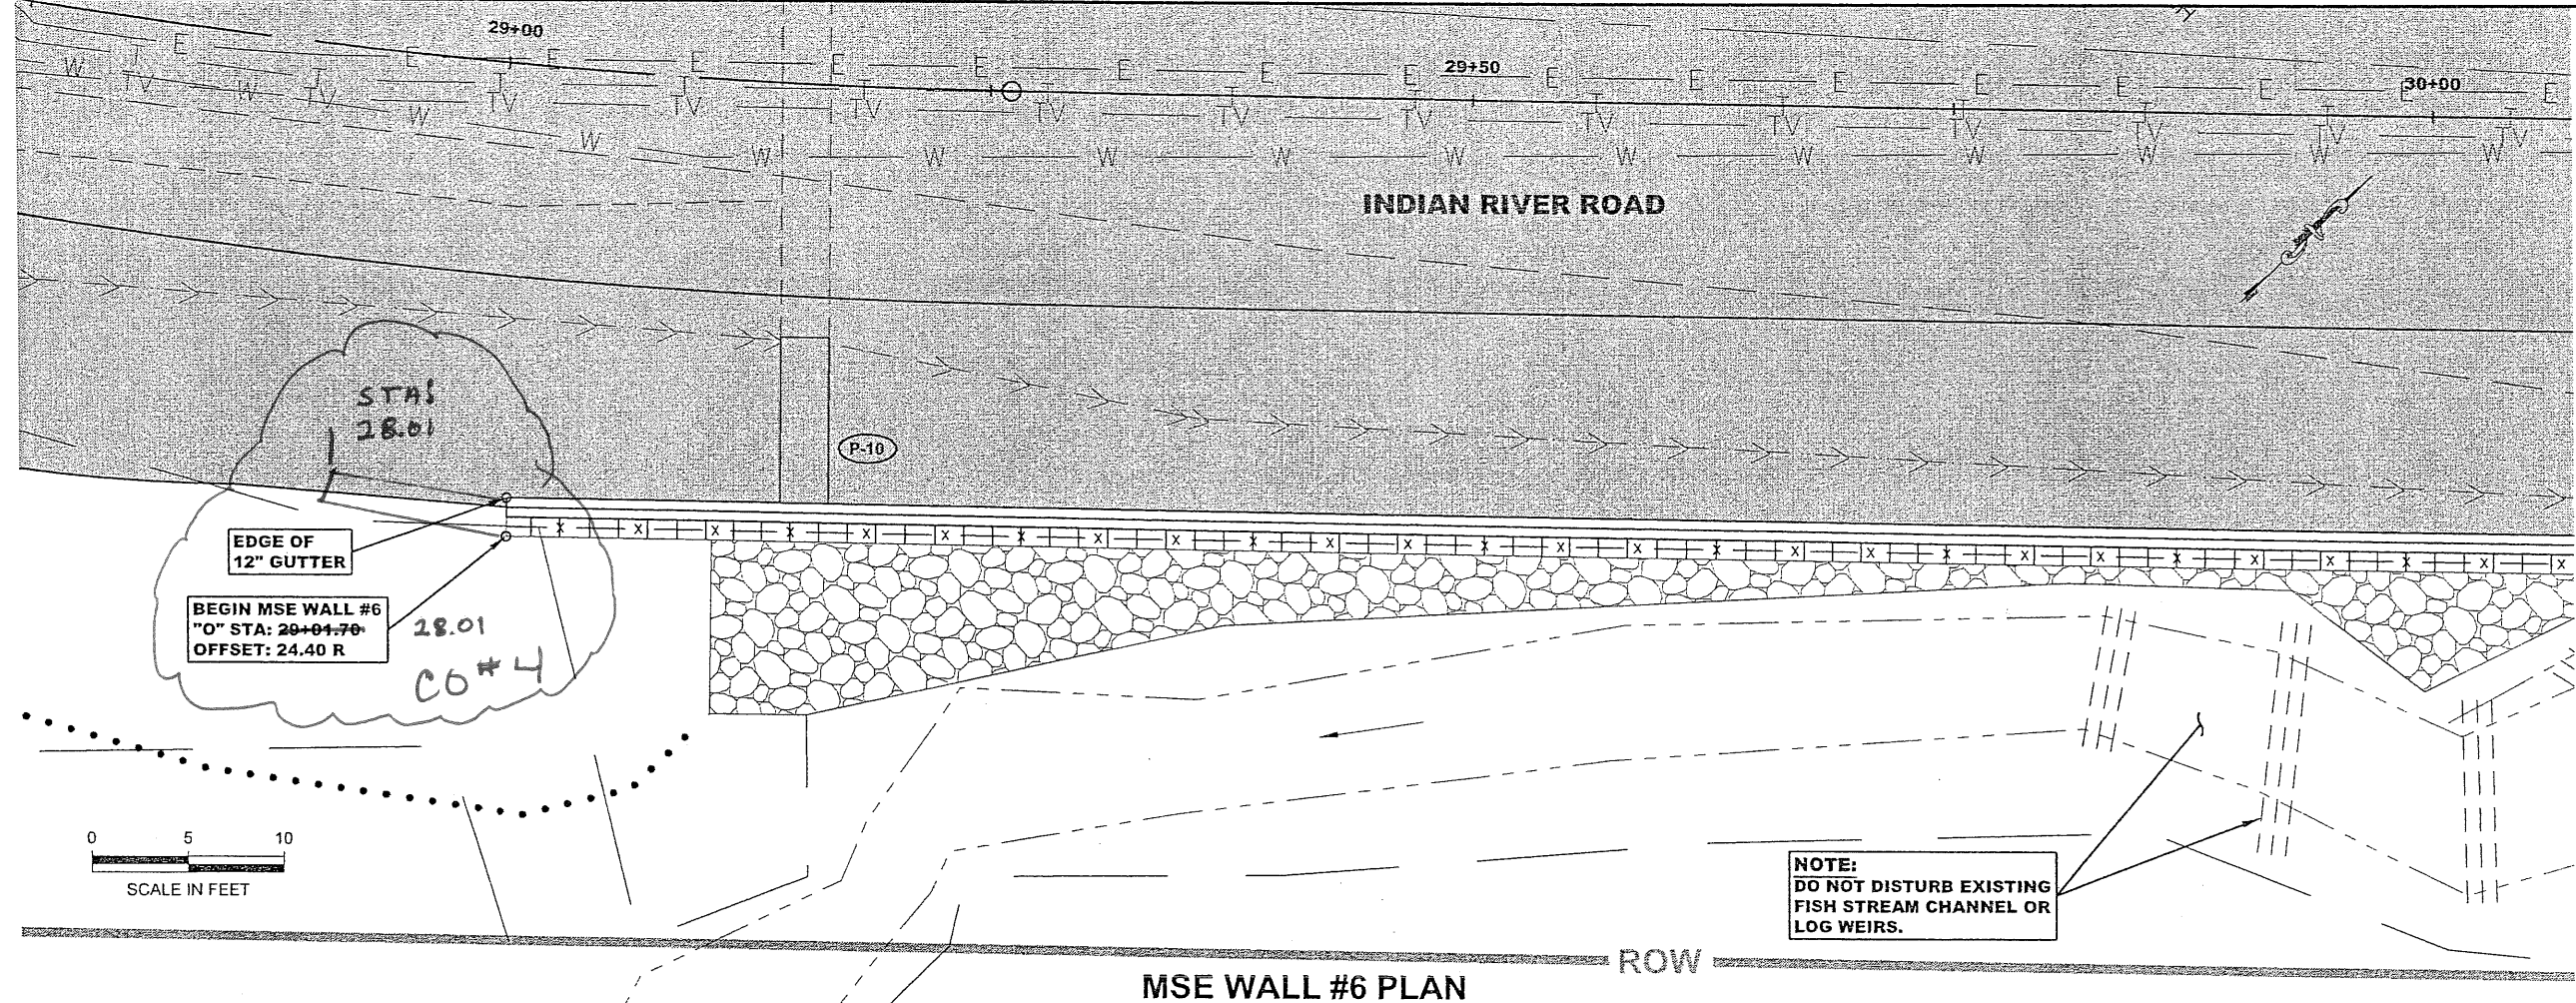 29+00
29+50
30+00
E E E E E E E E E E E E E E E E E
T T T T T T T T T T T T T T
TV TV TV TV TV TV TV TV TV TV TV TV TV TV
W W W W W W W W W W W W W W W
INDIAN RIVER ROAD
STA
28.01
P-10
EDGE OF
12" GUTTER
BEGIN MSE WALL #6
"O" STA: 29+01.70
OFFSET: 24.40 R
28.01
CO #4
x x x x x x x x x x x x x x x x x x x x x x x x x x x
0 5 10
SCALE IN FEET
NOTE:
DO NOT DISTURB EXISTING
FISH STREAM CHANNEL OR
LOG WEIRS.
ROW
MSE WALL #6 PLAN